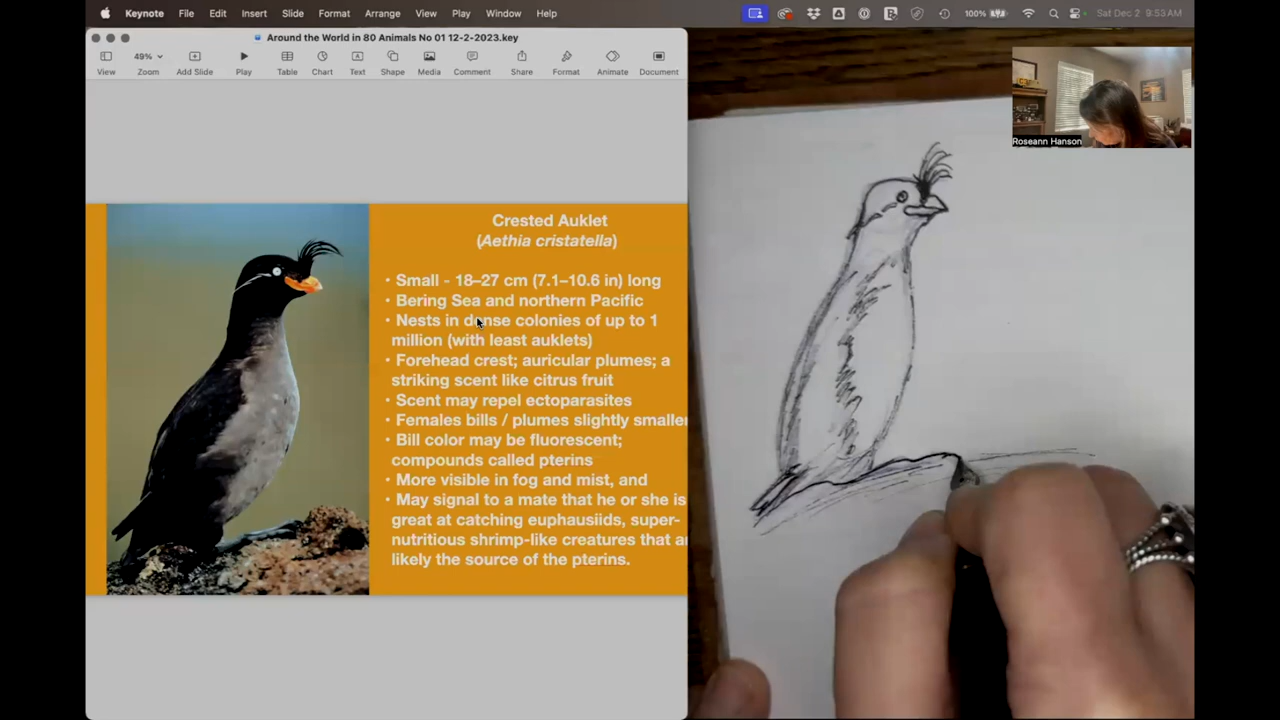 Keynote File Edit Insert Slide Format Arrange View Play Window Help 100% Sat Dec 2 9:53 AM
Around the World in 80 Animals No 01 12-2-2023.key
49%
View Zoom Add Slide Play Table Chart Text Shape Media Comment Share Format Animate Document
Roseann Hanson
Crested Auklet
(Aethia cristatella)
• Small - 18–27 cm (7.1–10.6 in) long
• Bering Sea and northern Pacific
• Nests in dense colonies of up to 1
million (with least auklets)
• Forehead crest; auricular plumes; a
striking scent like citrus fruit
• Scent may repel ectoparasites
• Females bills / plumes slightly smaller
• Bill color may be fluorescent;
compounds called pterins
• More visible in fog and mist, and
• May signal to a mate that he or she is
great at catching euphausiids, super-
nutritious shrimp-like creatures that
likely the source of the pterins.